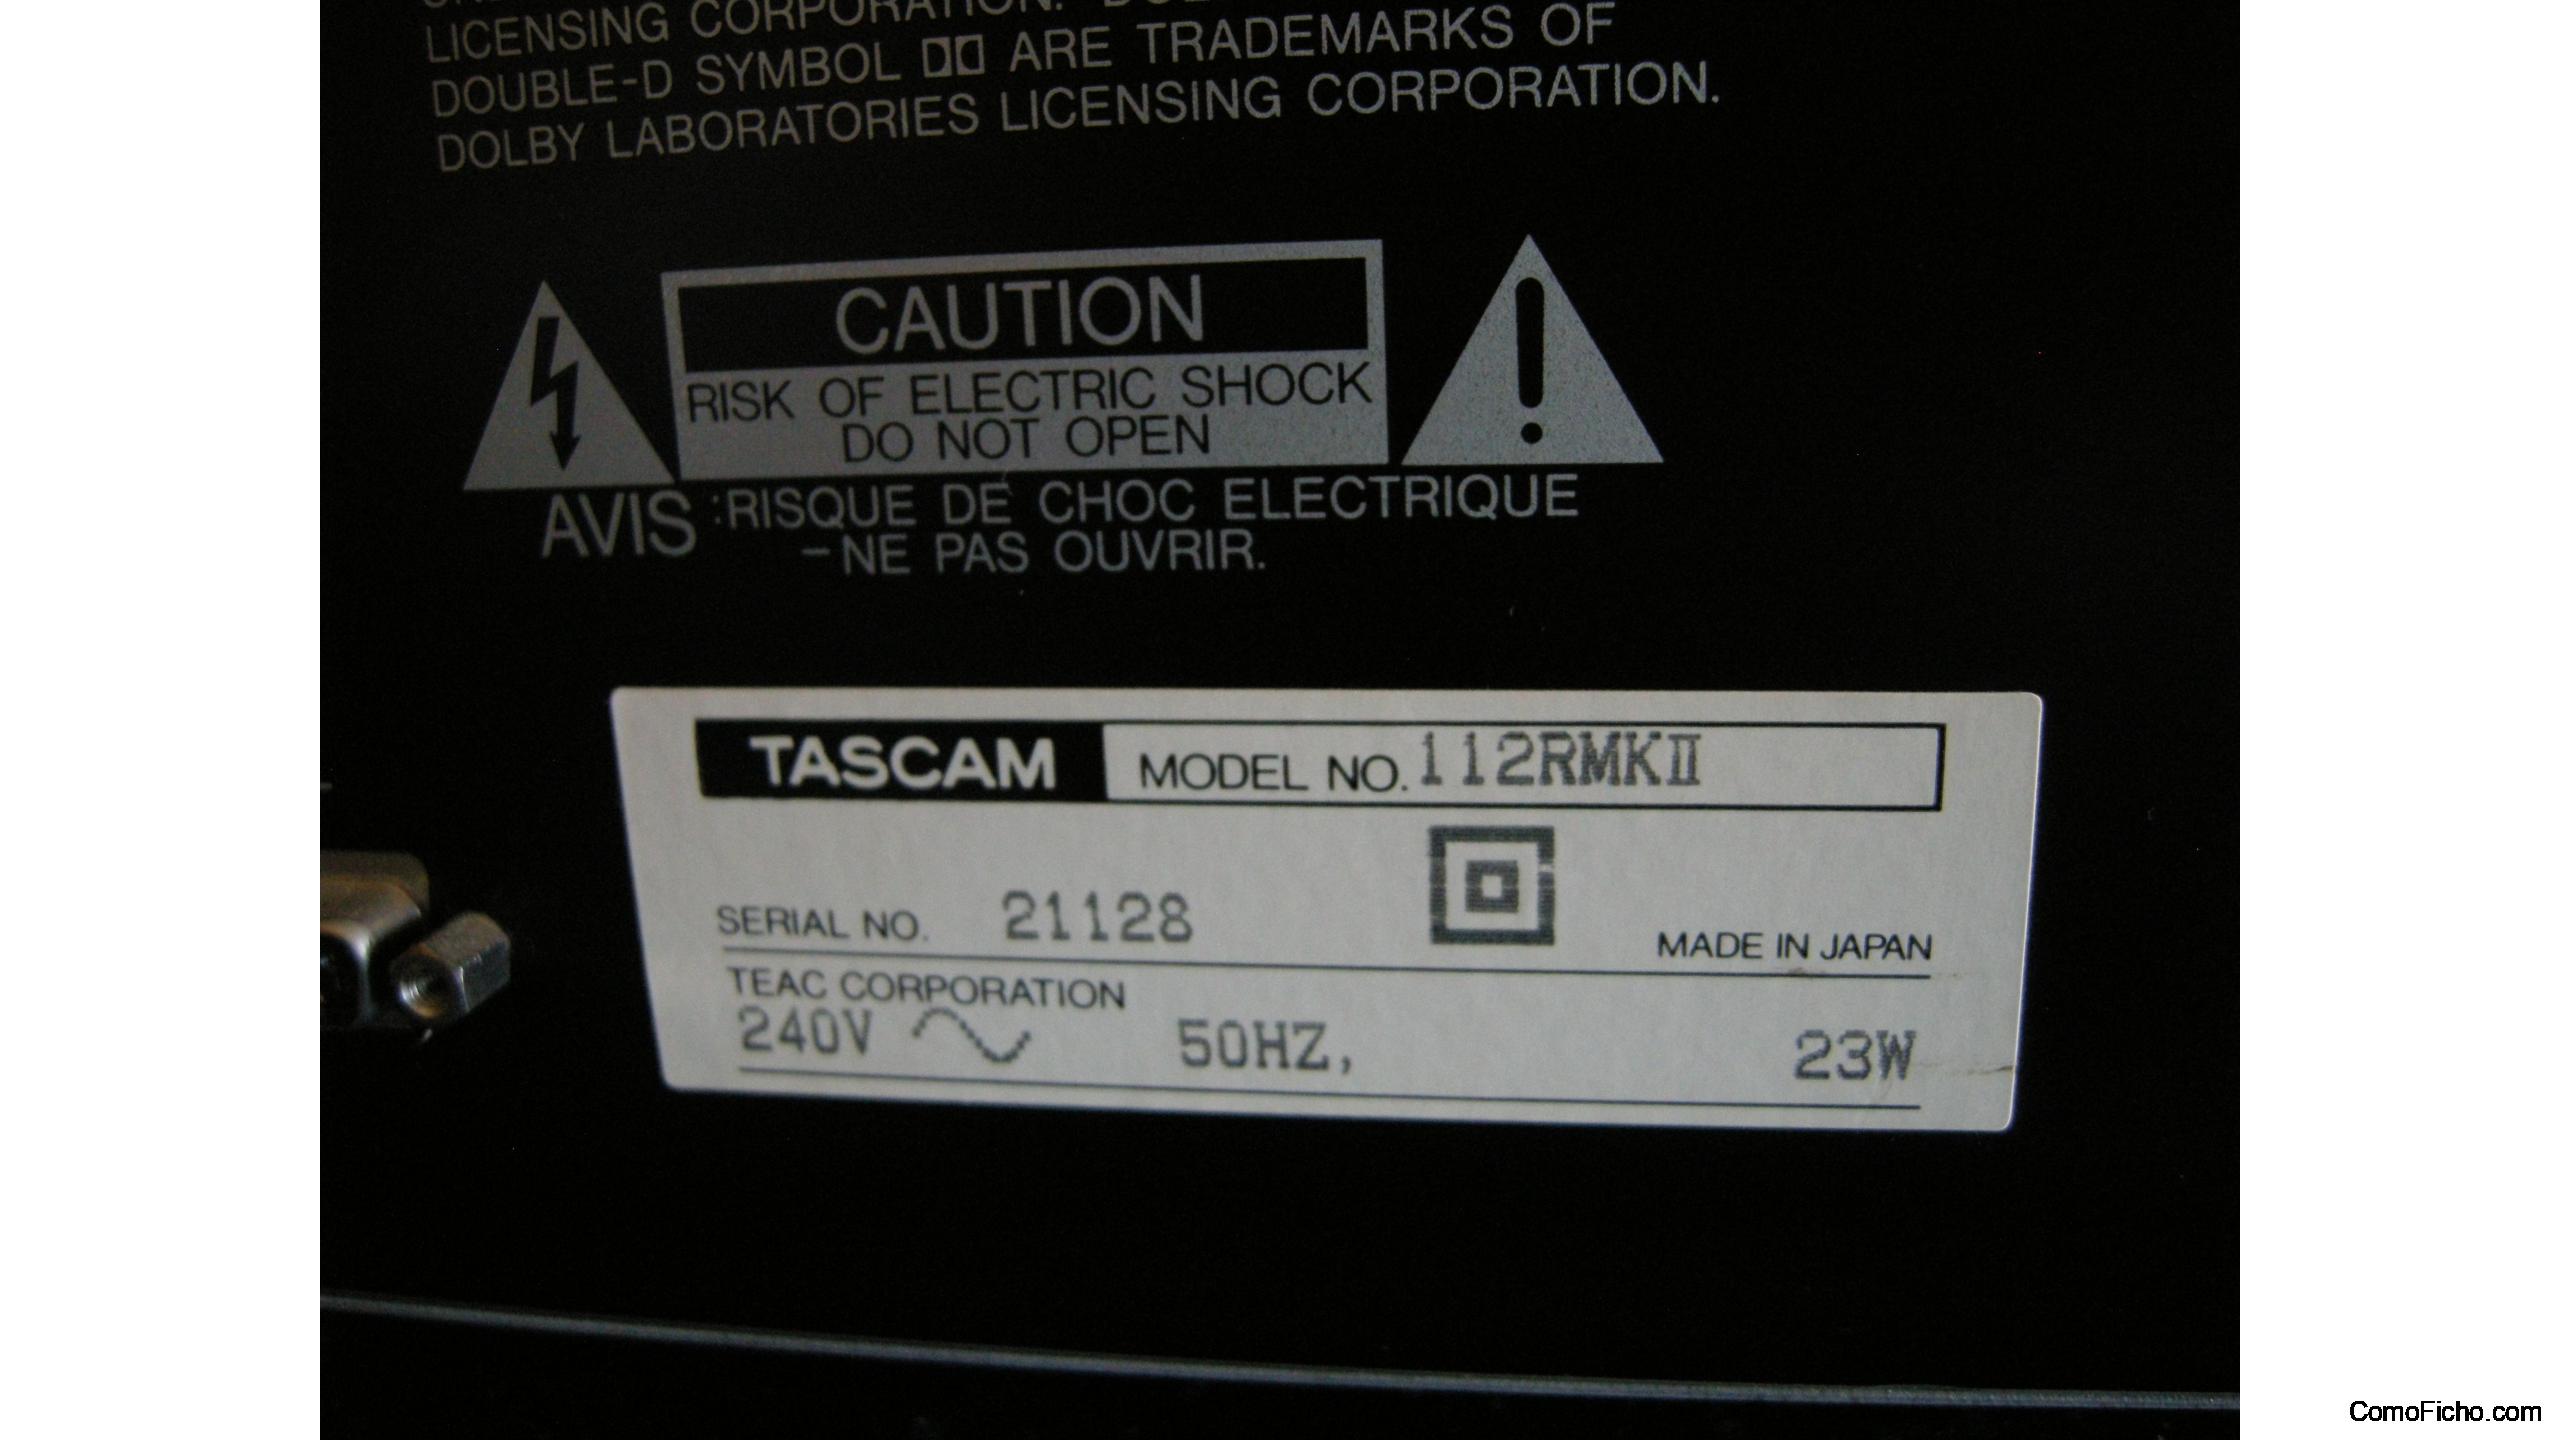 LICENSING CORPORATION.
DOUBLE-D SYMBOL ARE TRADEMARKS OF
DOLBY LABORATORIES LICENSING CORPORATION.
CAUTION
RISK OF ELECTRIC SHOCK
DO NOT OPEN
AVIS :RISQUE DE CHOC ELECTRIQUE
-NE PAS OUVRIR.
TASCAM MODEL NO. 112RMKII
SERIAL NO. 21128
MADE IN JAPAN
TEAC CORPORATION
240V 50HZ, 23W
ComoFicho.com